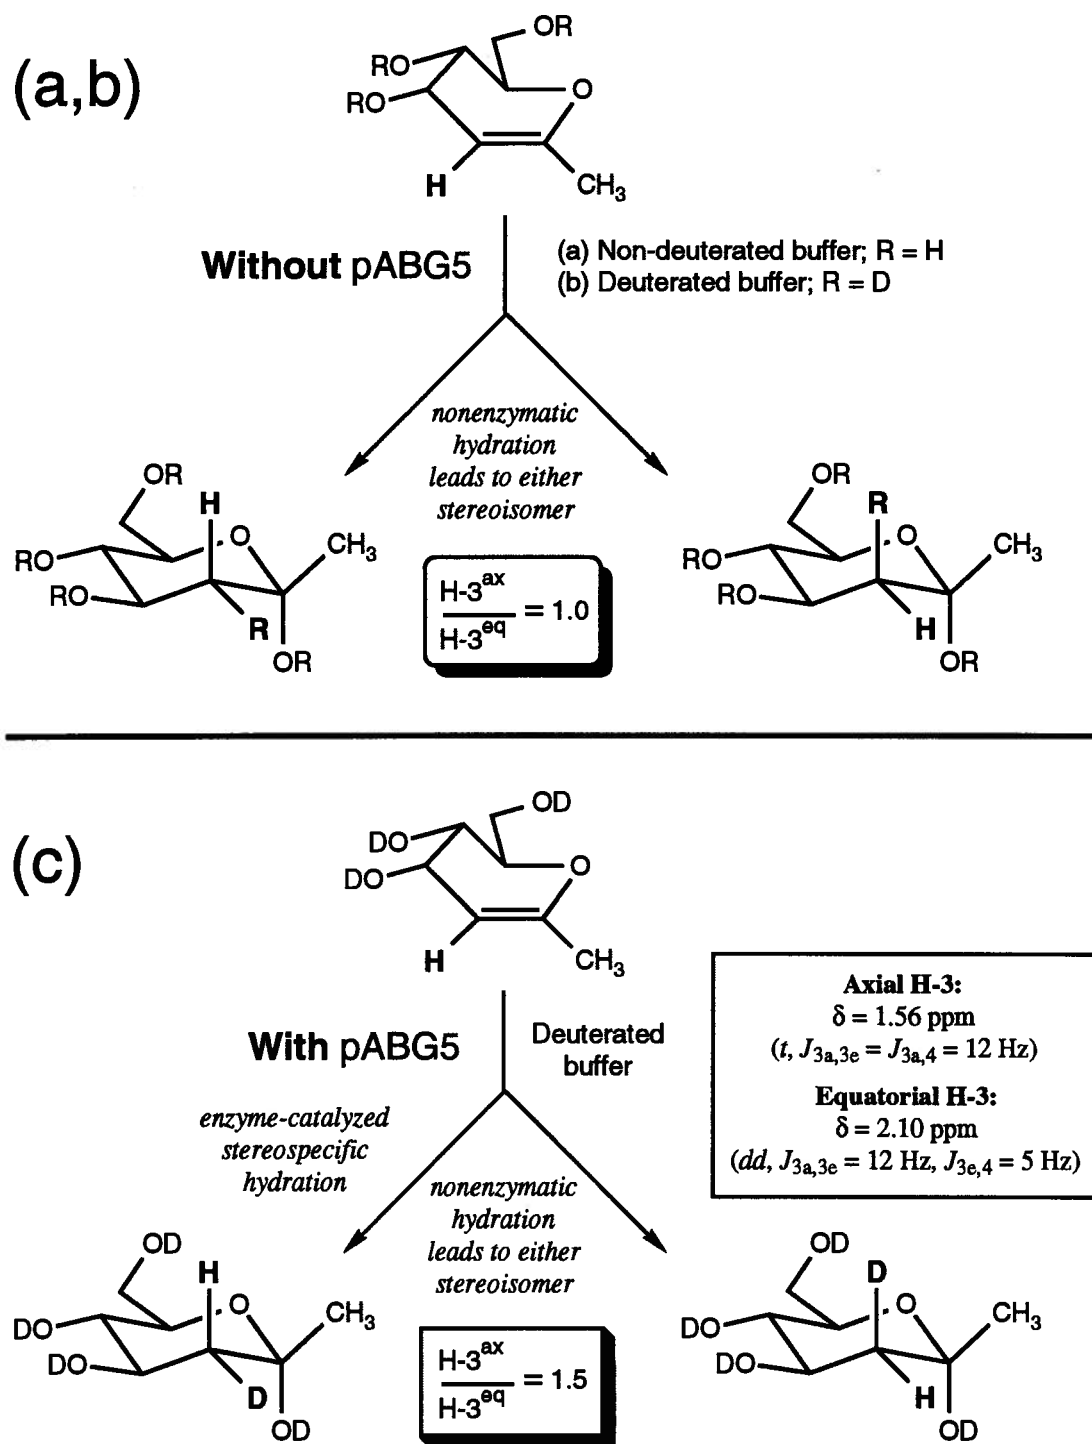 (a,b)
OR
RO
RO
O
H
CH3
Without pABG5
(a) Non-deuterated buffer; R = H
(b) Deuterated buffer; R = D
nonenzymatic
hydration
leads to either
stereoisomer
OR
H
O
CH3
RO
RO
R
OR
H-3ax
H-3eq
= 1.0
OR
R
O
CH3
RO
RO
H
OR
(c)
OD
DO
DO
O
H
CH3
With pABG5
Deuterated
buffer
enzyme-catalyzed
stereospecific
hydration
nonenzymatic
hydration
leads to either
stereoisomer
Axial H-3:
δ = 1.56 ppm
(t, J3a,3e = J3a,4 = 12 Hz)
Equatorial H-3:
δ = 2.10 ppm
(dd, J3a,3e = 12 Hz, J3e,4 = 5 Hz)
OD
H
O
CH3
DO
DO
D
OD
H-3ax
H-3eq
= 1.5
OD
D
O
CH3
DO
DO
H
OD